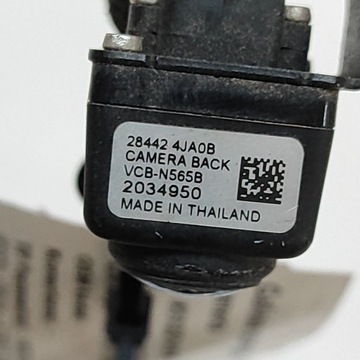 28442 4JA0B
CAMERA BACK
VCB-N565B
2034950
MADE IN THAILAND